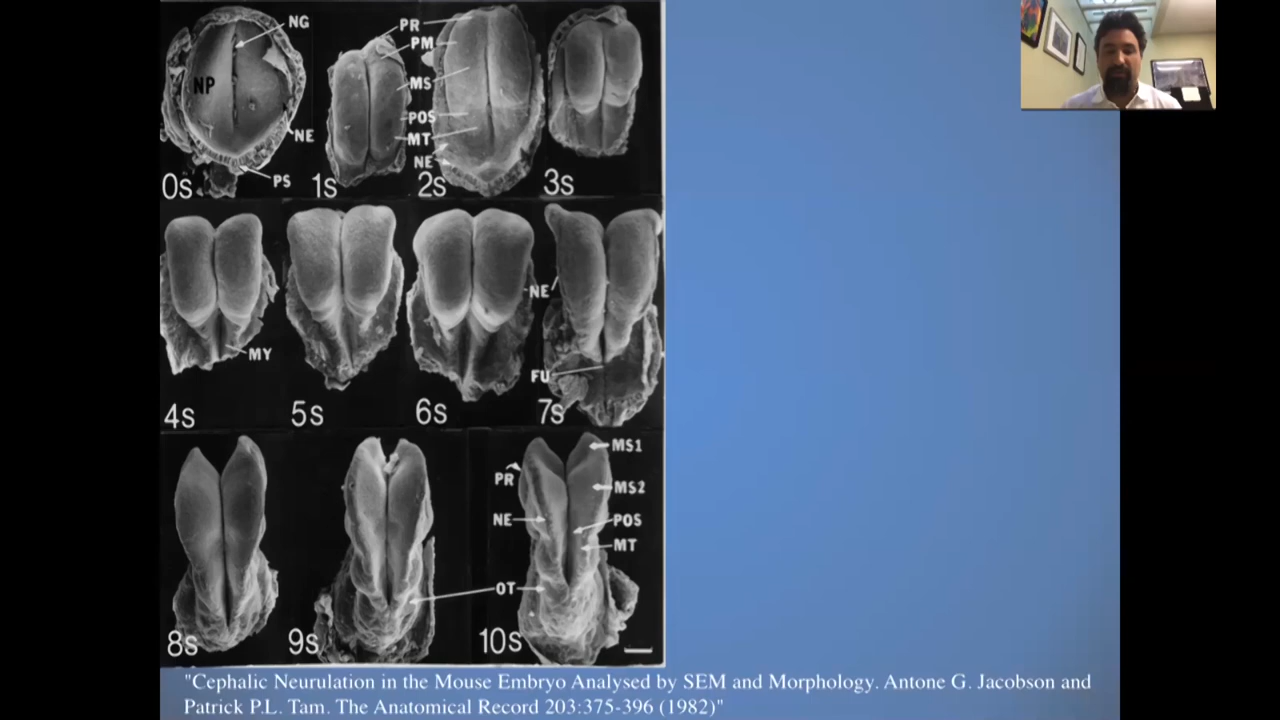 NG
NP
NE
PS
0s
1s
PR
PM
MS
POS
MT
NE
2s
3s
MY
4s
5s
6s
NE
FU
7s
8s
9s
PR
NE
OT
MS1
MS2
POS
MT
10s
"Cephalic Neurulation in the Mouse Embryo Analysed by SEM and Morphology. Antone G. Jacobson and
Patrick P.L. Tam. The Anatomical Record 203:375-396 (1982)"